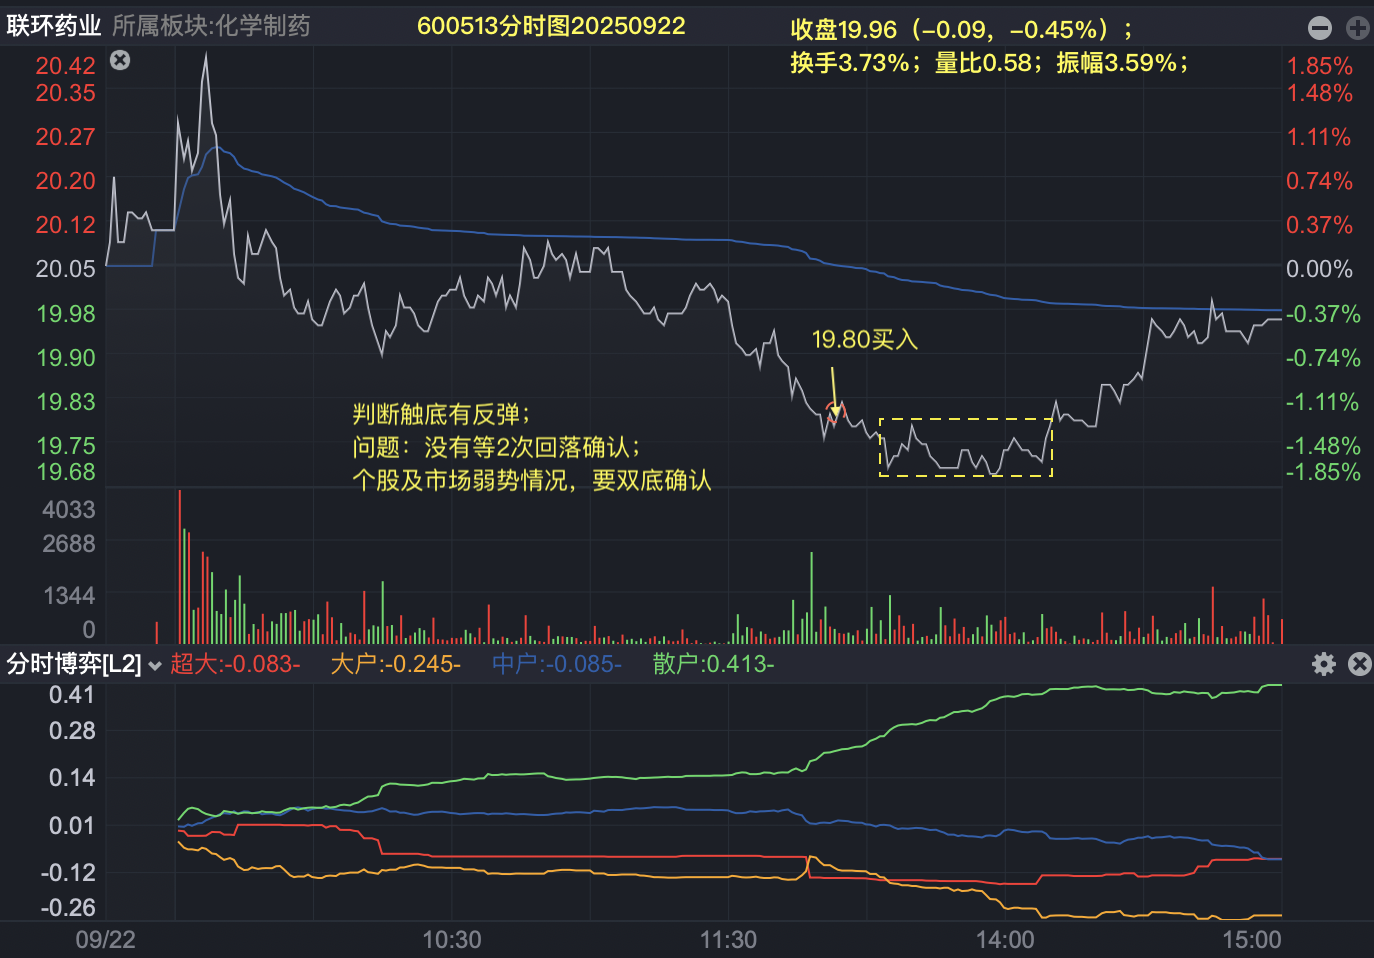 联环药业 所属板块:化学制药 600513分时图20250922 收盘19.96（-0.09，-0.45%）；
换手3.73%；量比0.58；振幅3.59%；
20.42 1.85%
20.35 1.48%
20.27 1.11%
20.20 0.74%
20.12 0.37%
20.05 0.00%
19.98 -0.37%
19.80买入
19.90 -0.74%
19.83 -1.11%
判断触底有反弹；
问题：没有等2次回落确认；
19.75 -1.48%
19.68 -1.85%
个股及市场弱势情况，要双底确认
4033
2688
1344
0
分时博弈[L2] 超大:-0.083- 大户:-0.245- 中户:-0.085- 散户:0.413-
0.41
0.28
0.14
0.01
-0.12
-0.26
09/22 10:30 11:30 14:00 15:00